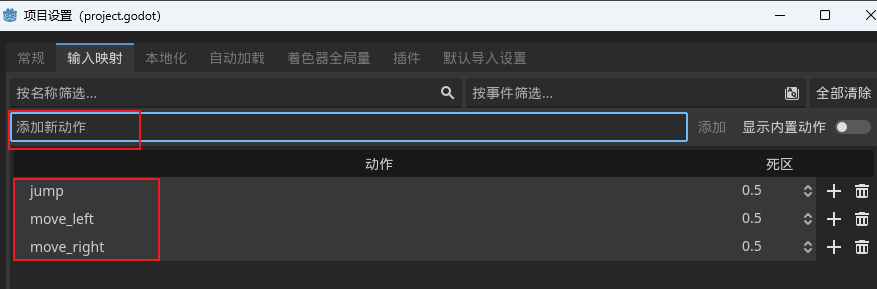 项目设置（project.godot）
常规 输入映射 本地化 自动加载 着色器全局量 插件 默认导入设置
按名称筛选... 按事件筛选... 全部清除
添加新动作 添加 显示内置动作
动作 死区
jump 0.5
move_left 0.5
move_right 0.5